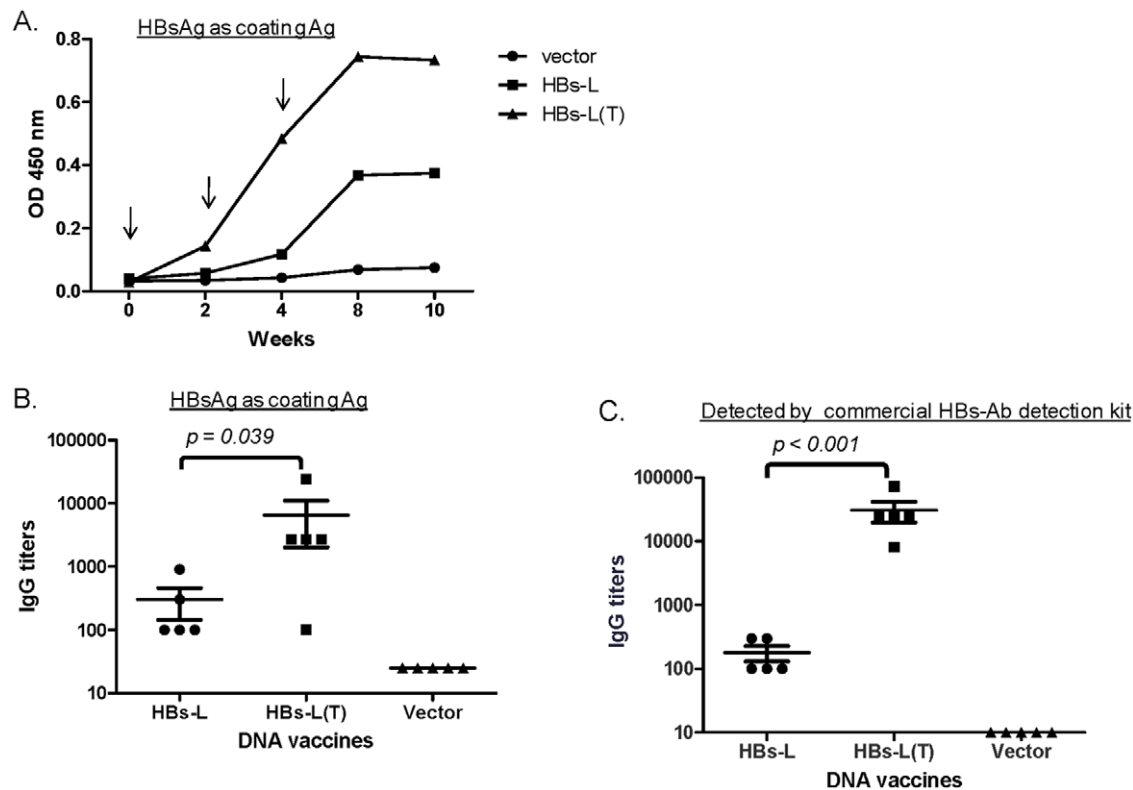 A.
HBsAg as coating Ag
0.8
0.6
0.4
0.2
0.0
OD 450 nm
0 2 4 8 10
Weeks
vector
HBs-L
HBs-L(T)
B.
HBsAg as coating Ag
p = 0.039
100000
10000
1000
100
10
IgG titers
HBs-L HBs-L(T) Vector
DNA vaccines
C.
Detected by commercial HBs-Ab detection kit
p < 0.001
100000
10000
1000
100
10
IgG titers
HBs-L HBs-L(T) Vector
DNA vaccines